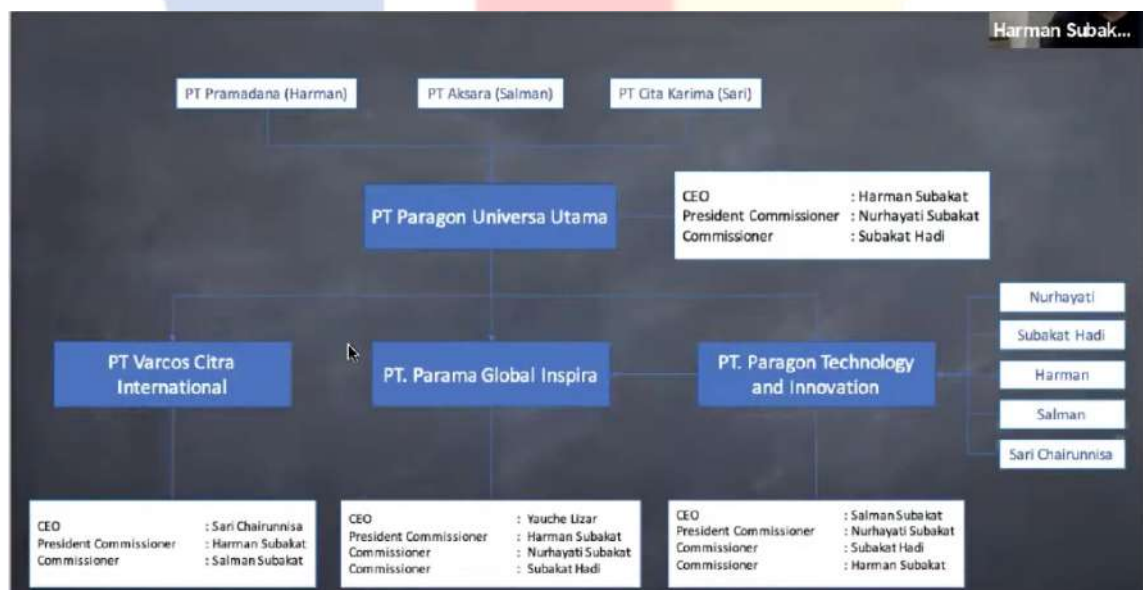 Harman Subak...
PT Pramadana (Harman)
PT Aksara (Salman)
PT Cita Karima (Sari)
PT Paragon Universa Utama
CEO : Harman Subakat
President Commissioner : Nurhayati Subakat
Commissioner : Subakat Hadi
Nurhayati
Subakat Hadi
Harman
Salman
Sari Chairunnisa
PT Varcos Citra
International
PT. Parama Global Inspira
PT. Paragon Technology
and Innovation
CEO : Sari Chairunnisa
President Commissioner : Harman Subakat
Commissioner : Salman Subakat
CEO : Yauche Lizar
President Commissioner : Harman Subakat
Commissioner : Nurhayati Subakat
Commissioner : Subakat Hadi
CEO : Salman Subakat
President Commissioner : Nurhayati Subakat
Commissioner : Subakat Hadi
Commissioner : Harman Subakat